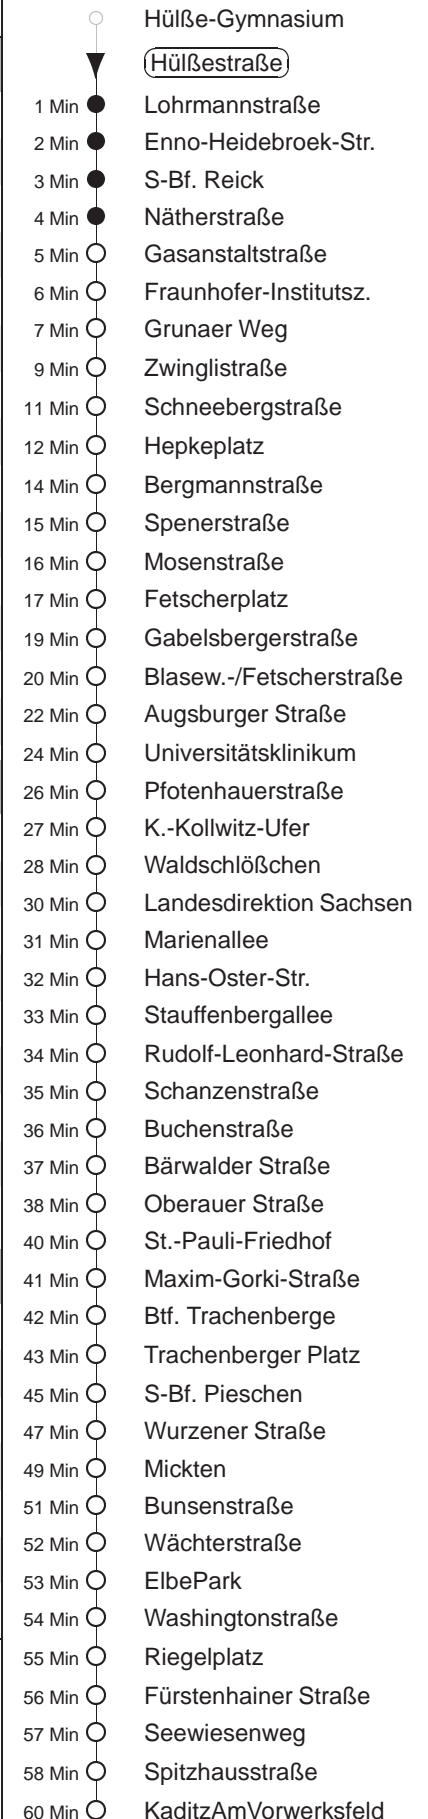 Hülße-Gymnasium
Hülßestraße
1 Min Lohrmannstraße
2 Min Enno-Heidebroek-Str.
3 Min S-Bf. Reick
4 Min Nätherstraße
5 Min Gasanstaltstraße
6 Min Fraunhofer-Institutsz.
7 Min Grunaer Weg
9 Min Zwinglistraße
11 Min Schneebergstraße
12 Min Hepkeplatz
14 Min Bergmannstraße
15 Min Spenerstraße
16 Min Mosenstraße
17 Min Fetscherplatz
19 Min Gabelsbergerstraße
20 Min Blasew.-/Fetscherstraße
22 Min Augsburger Straße
24 Min Universitätsklinikum
26 Min Pfotenhauerstraße
27 Min K.-Kollwitz-Ufer
28 Min Waldschlößchen
30 Min Landesdirektion Sachsen
31 Min Marienallee
32 Min Hans-Oster-Str.
33 Min Stauffenbergallee
34 Min Rudolf-Leonhard-Straße
35 Min Schanzenstraße
36 Min Buchenstraße
37 Min Bärwalder Straße
38 Min Oberauer Straße
40 Min St.-Pauli-Friedhof
41 Min Maxim-Gorki-Straße
42 Min Btf. Trachenberge
43 Min Trachenberger Platz
45 Min S-Bf. Pieschen
47 Min Wurzener Straße
49 Min Mickten
51 Min Bunsenstraße
52 Min Wächterstraße
53 Min ElbePark
54 Min Washingtonstraße
55 Min Riegelplatz
56 Min Fürstenhainer Straße
57 Min Seewiesenweg
58 Min Spitzhausstraße
60 Min KaditzAmVorwerksfeld